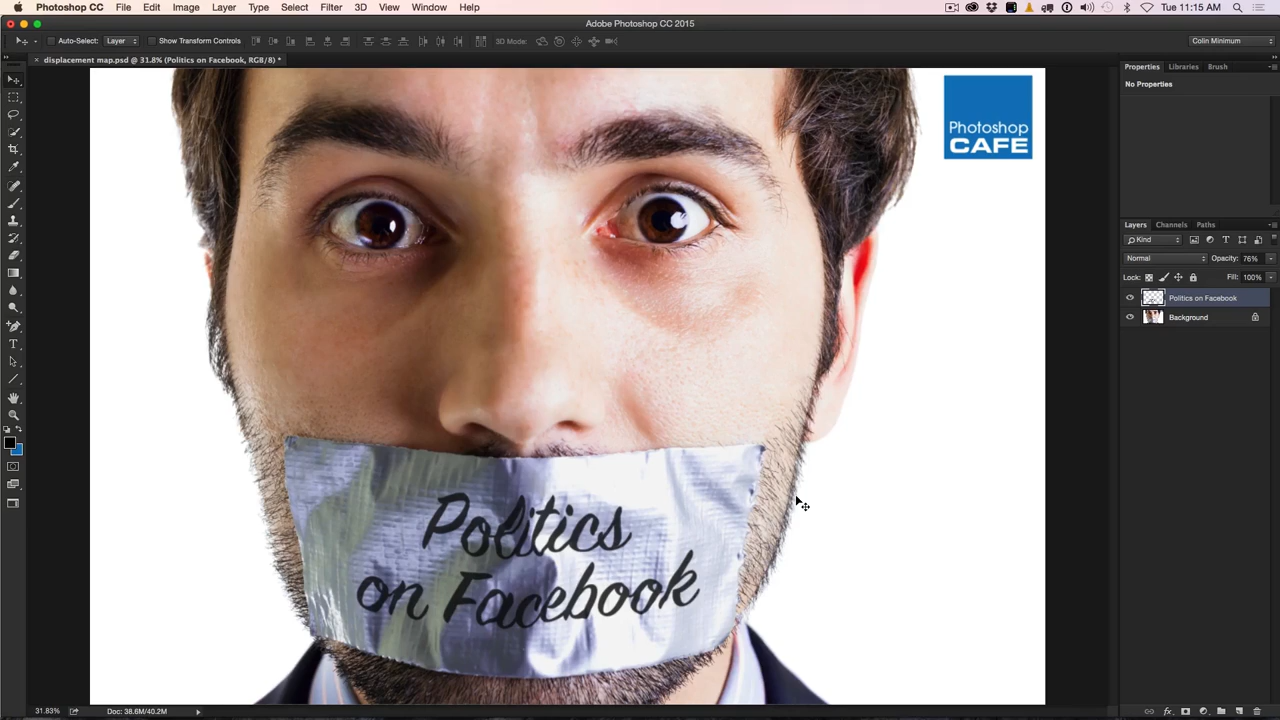 Photoshop CC File Edit Image Layer Type Select Filter 3D View Window Help Tue 11:15 AM
Adobe Photoshop CC 2015
Auto-Select: Layer Show Transform Controls 3D Mode: Colin Minimum
× displacement map.psd @ 31.8% (Politics on Facebook, RGB/8) *
Properties Libraries Brush
No Properties
Photoshop
CAFE
Layers Channels Paths
Kind
Normal Opacity: 76%
Lock: Fill: 100%
Politics on Facebook
Background
Politics
on Facebook
31.83% Doc: 38.6M/40.2M